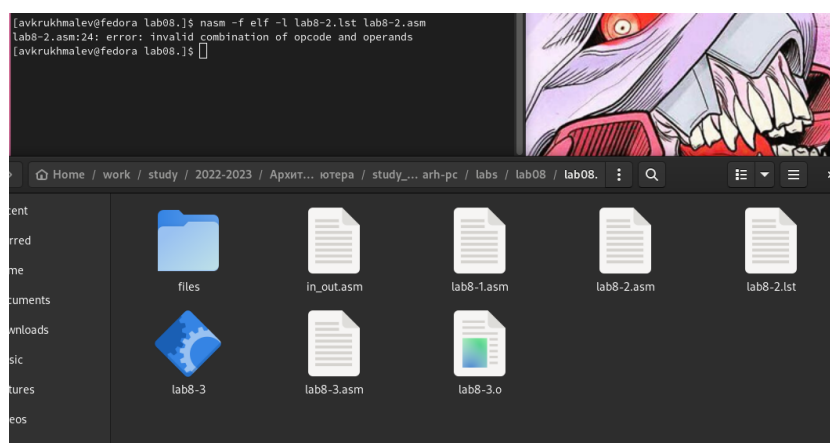 [avkrukhmalev@fedora lab08.]$ nasm -f elf -l lab8-2.lst lab8-2.asm
lab8-2.asm:24: error: invalid combination of opcode and operands
[avkrukhmalev@fedora lab08.]$
Home / work / study / 2022-2023 / Архит... ютера / study_... arh-pc / labs / lab08 / lab08.
cent
rred
me
cuments
wnloads
sic
tures
eos
files in_out.asm lab8-1.asm lab8-2.asm lab8-2.lst
lab8-3 lab8-3.asm lab8-3.o